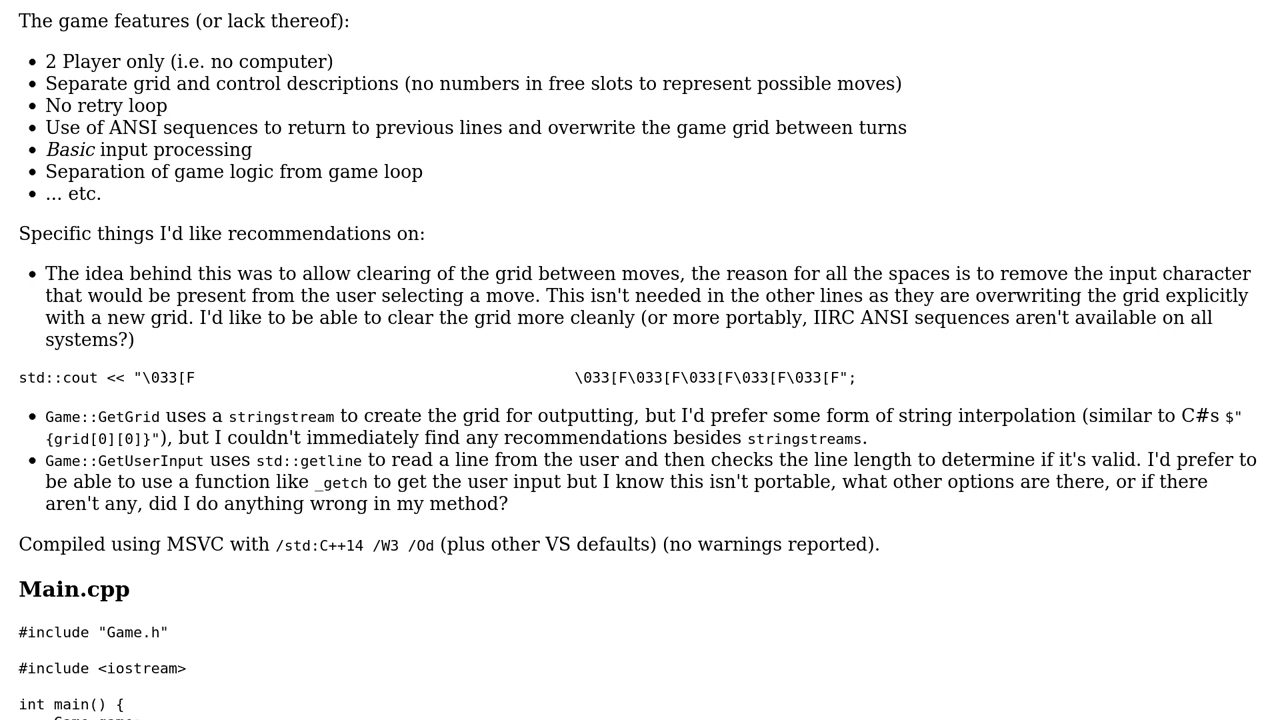 The game features (or lack thereof):
• 2 Player only (i.e. no computer)
• Separate grid and control descriptions (no numbers in free slots to represent possible moves)
• No retry loop
• Use of ANSI sequences to return to previous lines and overwrite the game grid between turns
• Basic input processing
• Separation of game logic from game loop
• ... etc.
Specific things I'd like recommendations on:
• The idea behind this was to allow clearing of the grid between moves, the reason for all the spaces is to remove the input character
that would be present from the user selecting a move. This isn't needed in the other lines as they are overwriting the grid explicitly
with a new grid. I'd like to be able to clear the grid more cleanly (or more portably, IIRC ANSI sequences aren't available on all
systems?)
std::cout << "\033[F                                           \033[F\033[F\033[F\033[F\033[F";
• Game::GetGrid uses a stringstream to create the grid for outputting, but I'd prefer some form of string interpolation (similar to C#s $"
{grid[0][0]}"), but I couldn't immediately find any recommendations besides stringstreams.
• Game::GetUserInput uses std::getline to read a line from the user and then checks the line length to determine if it's valid. I'd prefer to
be able to use a function like _getch to get the user input but I know this isn't portable, what other options are there, or if there
aren't any, did I do anything wrong in my method?
Compiled using MSVC with /std:C++14 /W3 /Od (plus other VS defaults) (no warnings reported).
Main.cpp
#include "Game.h"
#include <iostream>
int main() {
    Game game;